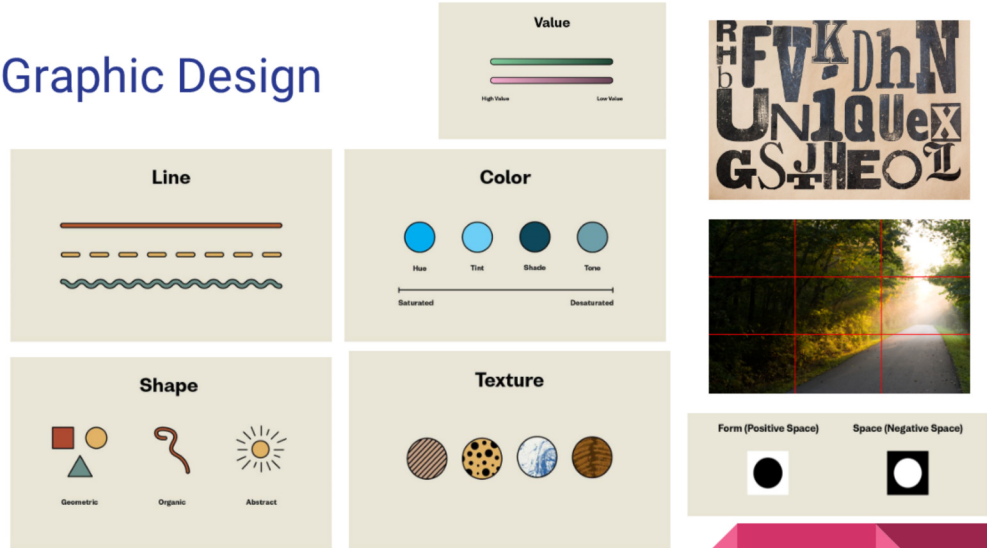 Graphic Design
Value
High Value Low Value
Line
Color
Hue Tint Shade Tone
Saturated Desaturated
Shape
Geometric Organic Abstract
Texture
R F V K D h N
H
b
U N i Q U e X
G S J T H E O L
Form (Positive Space) Space (Negative Space)